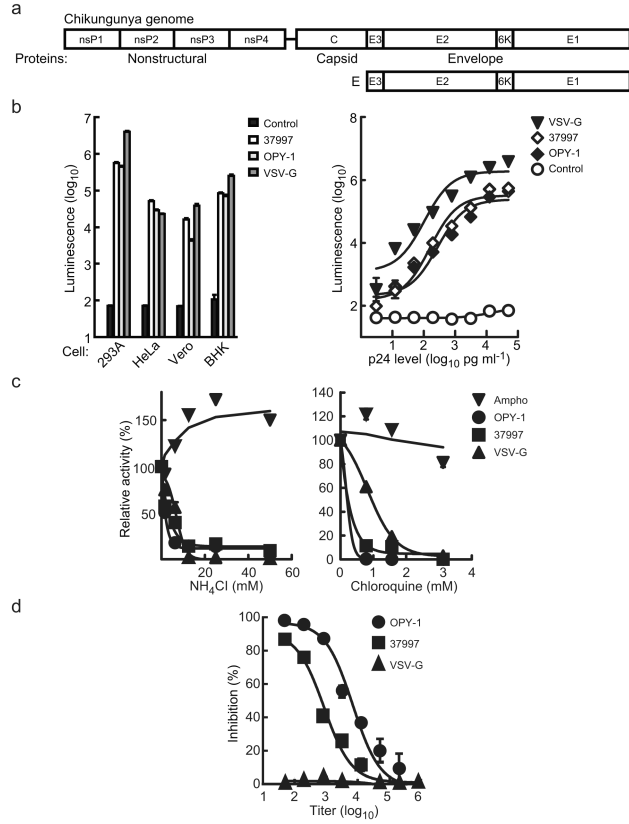 a
Chikungunya genome
nsP1 nsP2 nsP3 nsP4 C E3 E2 6K E1
Proteins: Nonstructural Capsid Envelope
E E3 E2 6K E1
b
Luminescence (log10)
7
6
5
4
3
2
1
Control
37997
OPY-1
VSV-G
Cell: 293A HeLa Vero BHK
Luminescence (log10)
8
6
4
2
VSV-G
37997
OPY-1
Control
1 2 3 4 5
p24 level (log10 pg ml-1)
c
Relative activity (%)
150
100
50
20 40 60
NH4Cl (mM)
140
120
100
80
60
40
20
0
0 2 4
Chloroquine (mM)
Ampho
OPY-1
37997
VSV-G
d
Inhibition (%)
100
80
60
40
20
0
1 2 3 4 5 6
Titer (log10)
OPY-1
37997
VSV-G